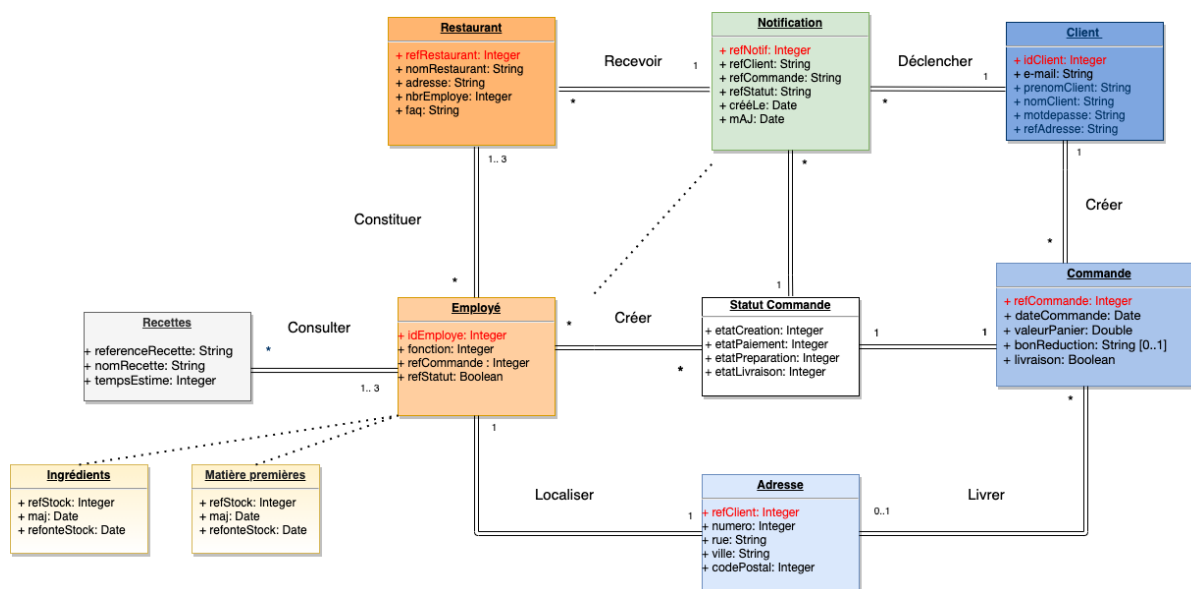 Restaurant
+ refRestaurant: Integer
+ nomRestaurant: String
+ adresse: String
+ nbrEmploye: Integer
+ faq: String
Recevoir
1
*
Notification
+ refNotif: Integer
+ refClient: String
+ refCommande: String
+ refStatut: String
+ crééLe: Date
+ mAJ: Date
Déclencher
1
*
Client
+ idClient: Integer
+ e-mail: String
+ prenomClient: String
+ nomClient: String
+ motdepasse: String
+ refAdresse: String
1.. 3
Constituer
*
*
1
1
Créer
*
Recettes
+ referenceRecette: String
+ nomRecette: String
+ tempsEstime: Integer
Consulter
*
1.. 3
Employé
+ idEmploye: Integer
+ fonction: Integer
+ refCommande : Integer
+ refStatut: Boolean
Créer
*
*
Statut Commande
+ etatCreation: Integer
+ etatPaiement: Integer
+ etatPreparation: Integer
+ etatLivraison: Integer
1
1
Commande
+ refCommande: Integer
+ dateCommande: Date
+ valeurPanier: Double
+ bonReduction: String [0..1]
+ livraison: Boolean
Ingrédients
+ refStock: Integer
+ maj: Date
+ refonteStock: Date
Matière premières
+ refStock: Integer
+ maj: Date
+ refonteStock: Date
1
Localiser
1
Adresse
+ refClient: Integer
+ numero: Integer
+ rue: String
+ ville: String
+ codePostal: Integer
0..1
Livrer
*